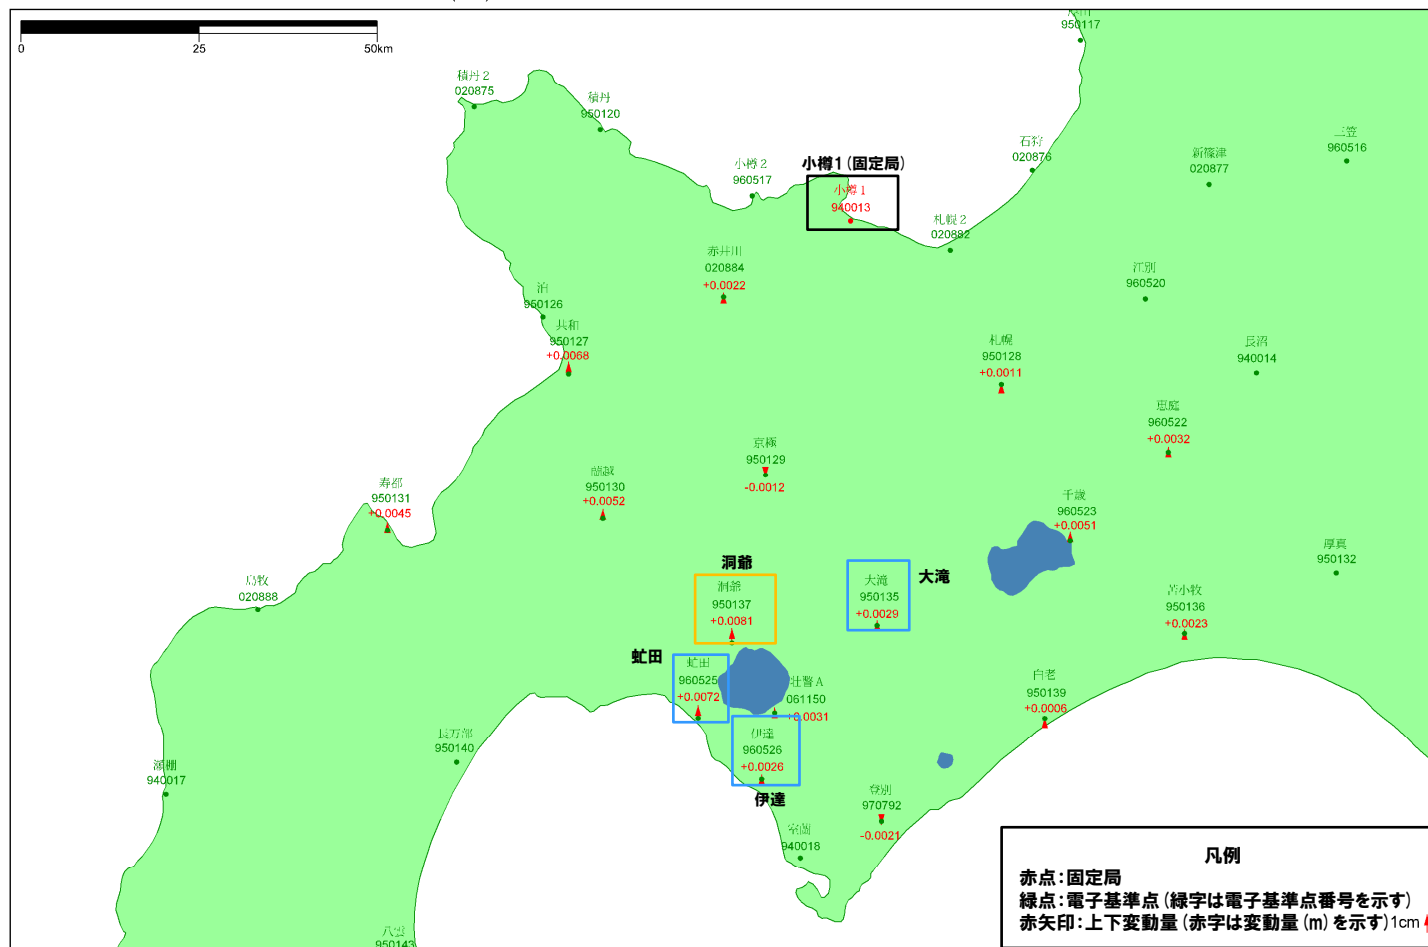 0
25
50km
950117
積丹２
020875
積丹
950120
小樽２
960517
小樽1(固定局)
小樽１
940013
石狩
020876
札幌２
020882
新篠津
020877
三笠
960516
赤井川
020884
+0.0022
江別
960520
泊
950126
共和
950127
+0.0068
札幌
950128
+0.0011
長沼
940014
恵庭
960522
+0.0032
京極
950129
-0.0012
蘭越
950130
+0.0052
寿都
950131
+0.0045
千歳
960523
+0.0051
厚真
950132
島牧
020888
洞爺
洞爺
950137
+0.0081
大滝
大滝
950135
+0.0029
苫小牧
950136
+0.0023
虻田
虻田
960525
+0.0072
壮瞥Ａ
061150
+0.0031
白老
950139
+0.0006
伊達
960526
+0.0026
伊達
長万部
950140
瀬棚
940017
登別
970792
-0.0021
室蘭
940018
八雲
950143
凡例
赤点：固定局
緑点：電子基準点(緑字は電子基準点番号を示す)
赤矢印：上下変動量(赤字は変動量(m)を示す)1cm